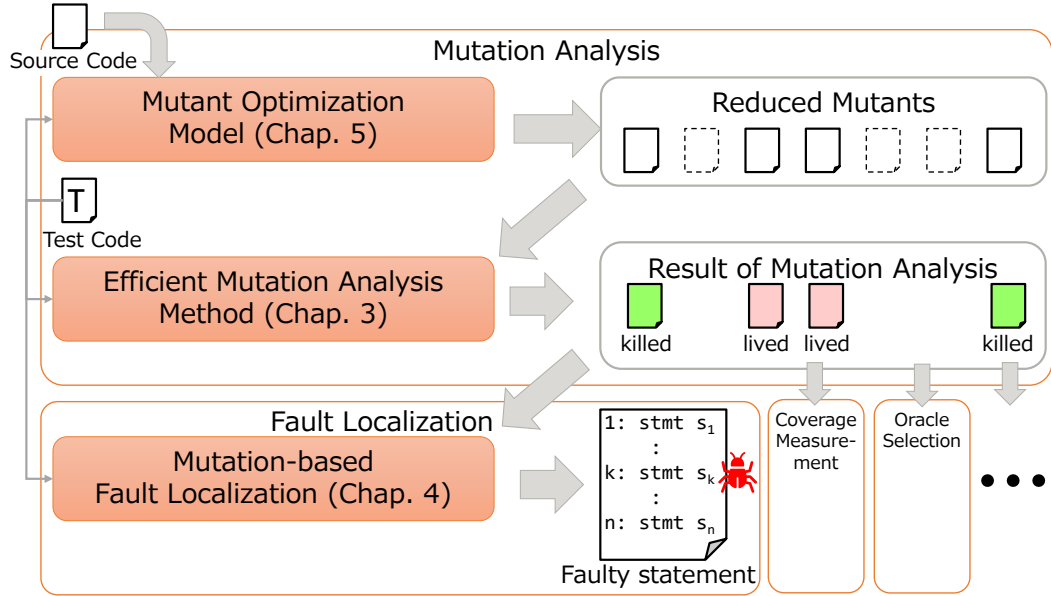 Source Code
Mutation Analysis
Mutant Optimization
Model (Chap. 5)
Reduced Mutants
T
Test Code
Efficient Mutation Analysis
Method (Chap. 3)
Result of Mutation Analysis
killed
lived
lived
killed
Fault Localization
Mutation-based
Fault Localization (Chap. 4)
1: stmt s1
:
k: stmt sk
:
n: stmt sn
Faulty statement
Coverage
Measure-
ment
Oracle
Selection
•••